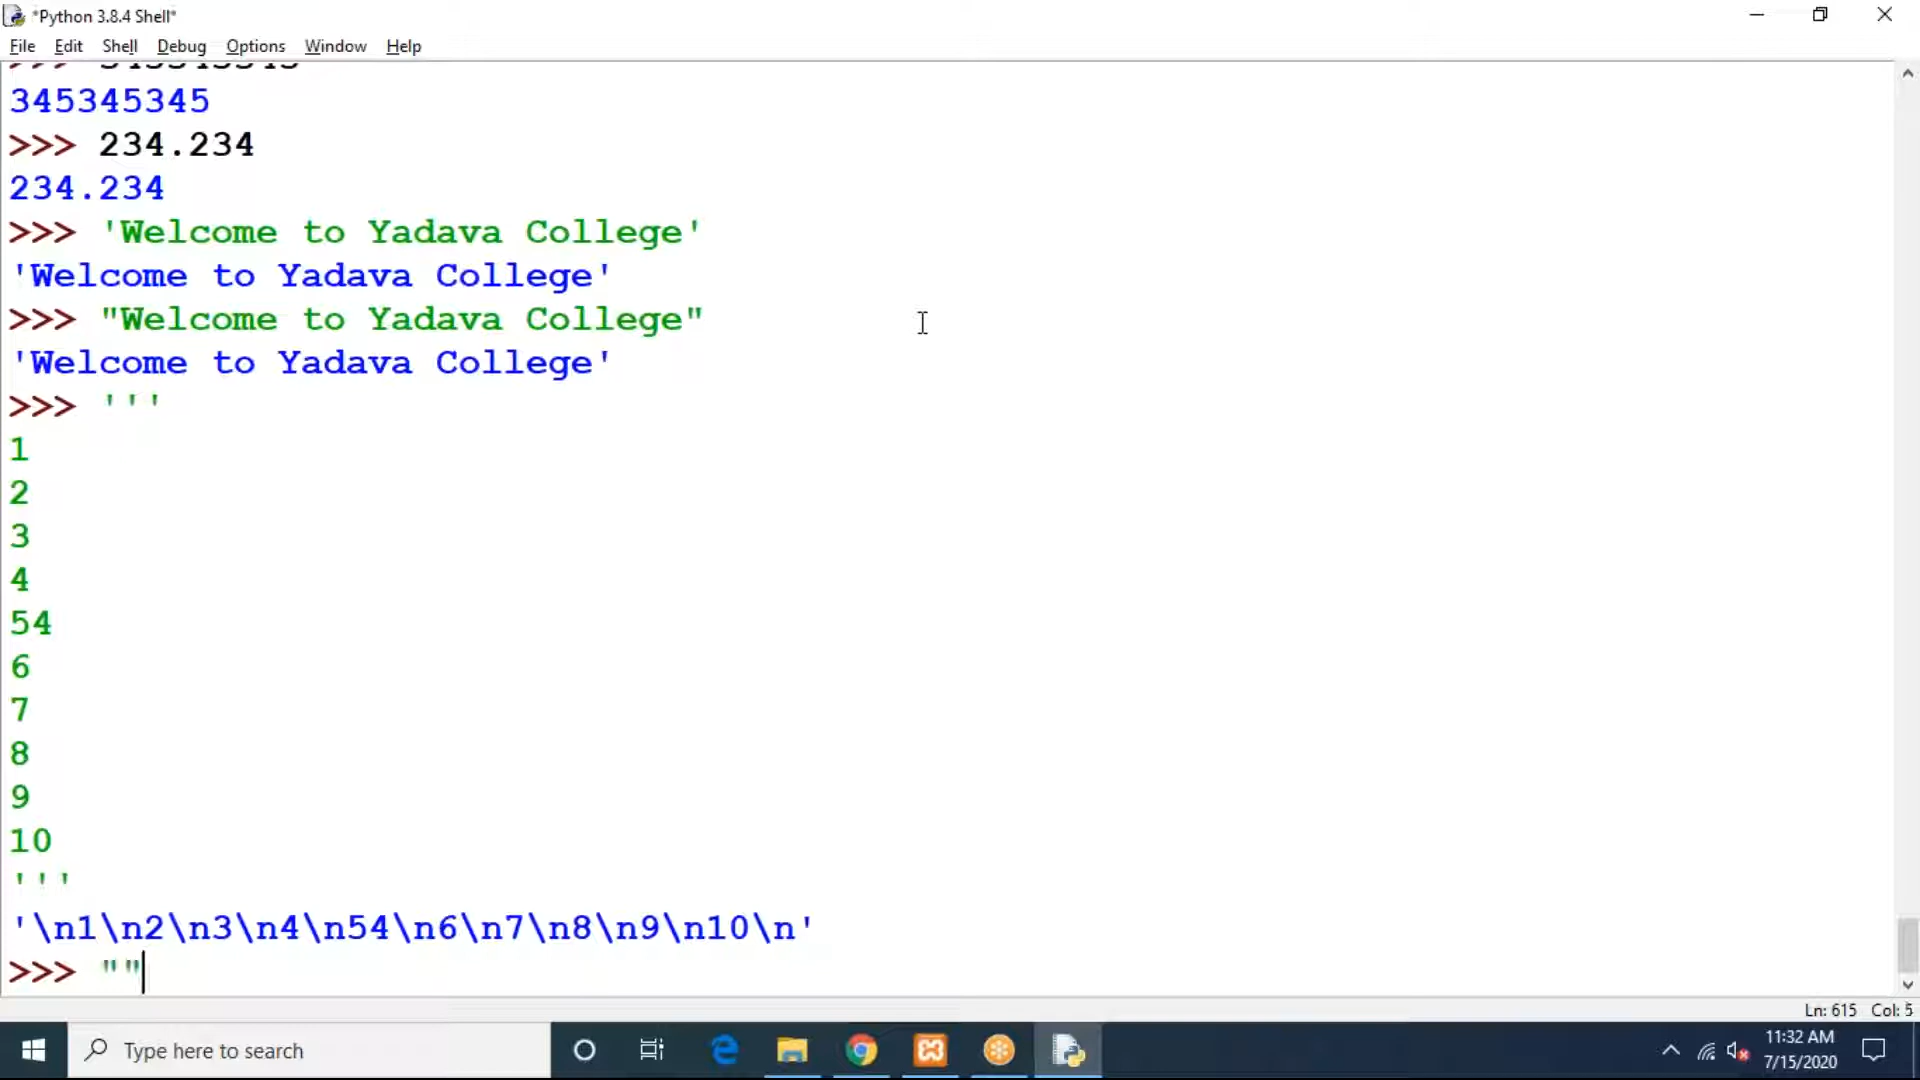 *Python 3.8.4 Shell*
File Edit Shell Debug Options Window Help
>>> 345345345
345345345
>>> 234.234
234.234
>>> 'Welcome to Yadava College'
'Welcome to Yadava College'
>>> "Welcome to Yadava College"
'Welcome to Yadava College'
>>> '''
1
2
3
4
54
6
7
8
9
10
'''
'\n1\n2\n3\n4\n54\n6\n7\n8\n9\n10\n'
>>> ""
Ln: 615 Col: 5
Type here to search
11:32 AM
7/15/2020